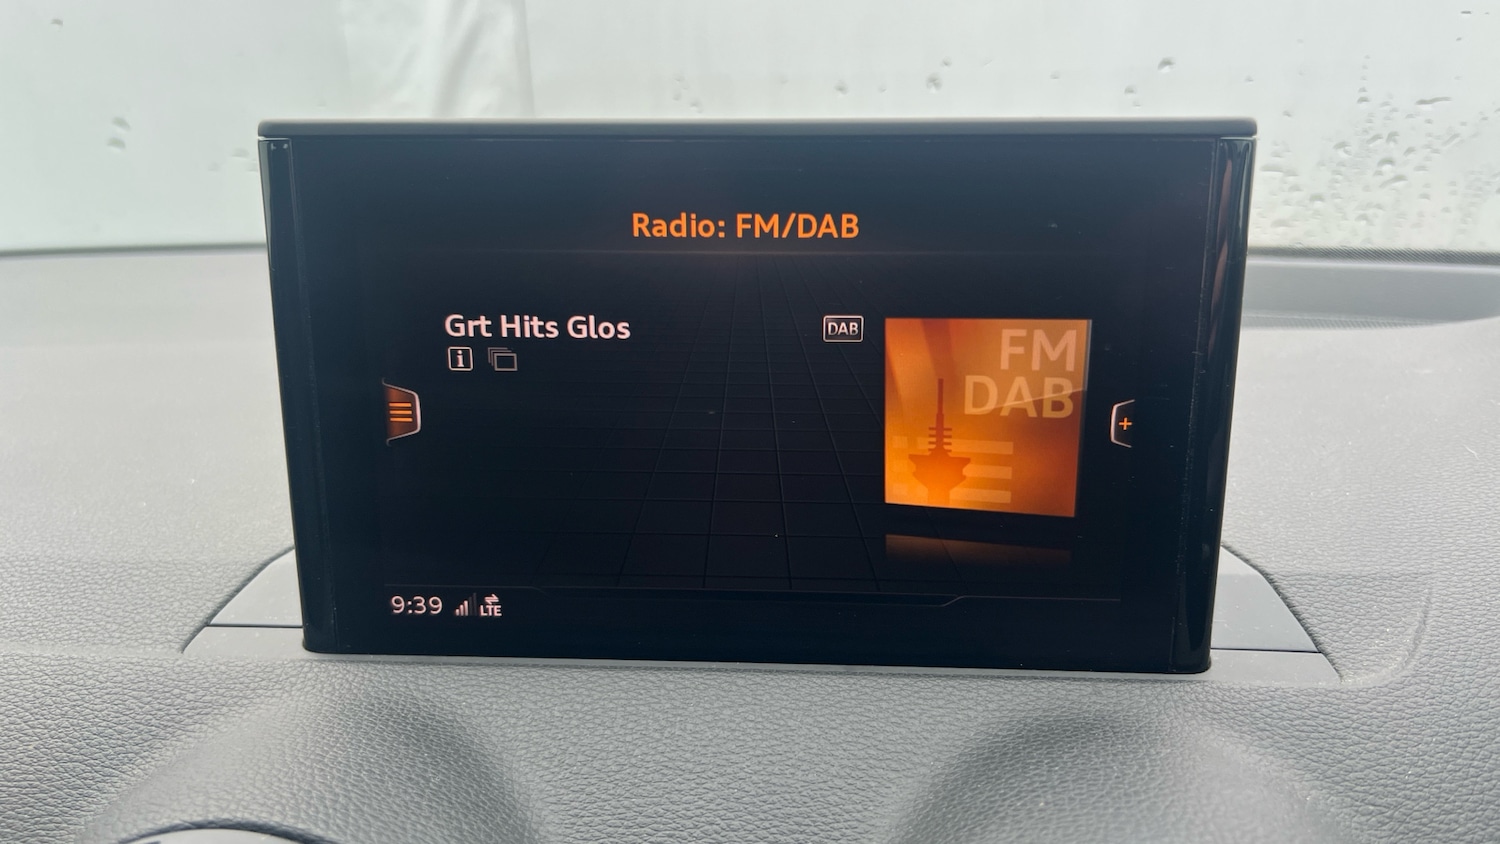 Radio: FM/DAB
Grt Hits Glos
DAB
i
FM
DAB
+
9:39 LTE